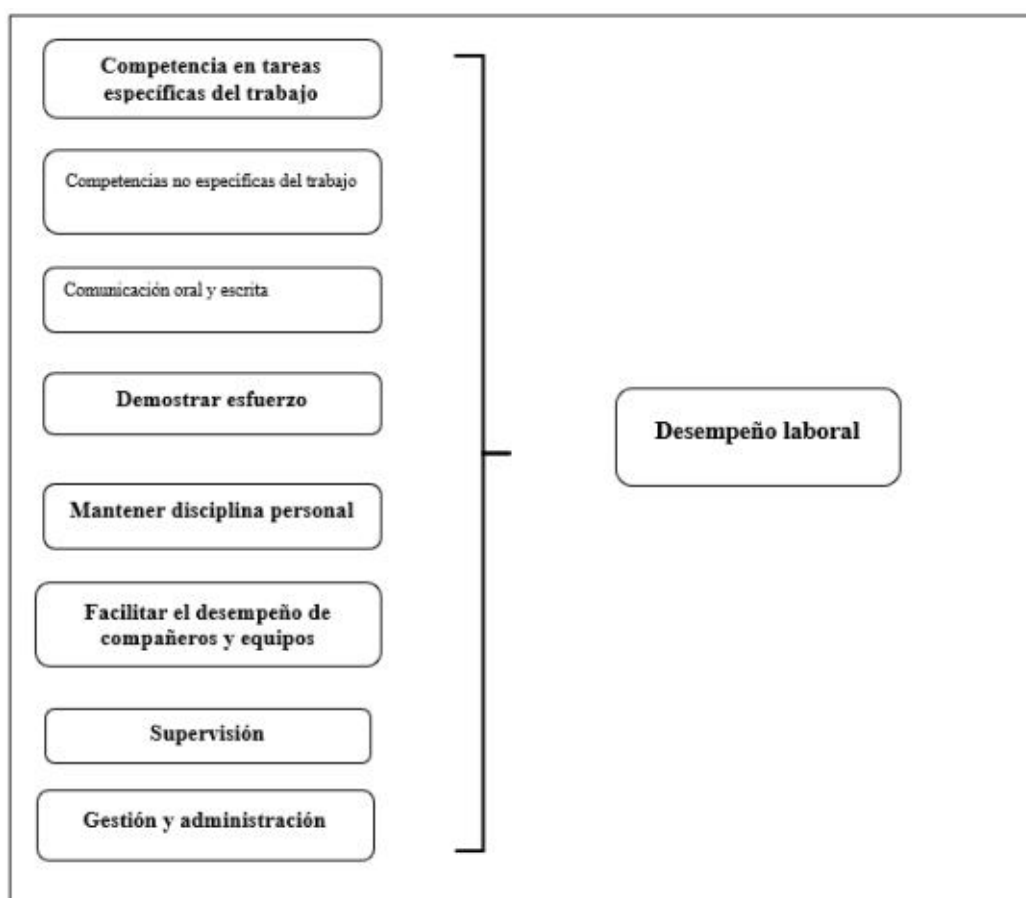 Competencia en tareas
específicas del trabajo
Competencias no específicas del trabajo
Comunicación oral y escrita
Demostrar esfuerzo
Mantener disciplina personal
Facilitar el desempeño de
compañeros y equipos
Supervisión
Gestión y administración
Desempeño laboral